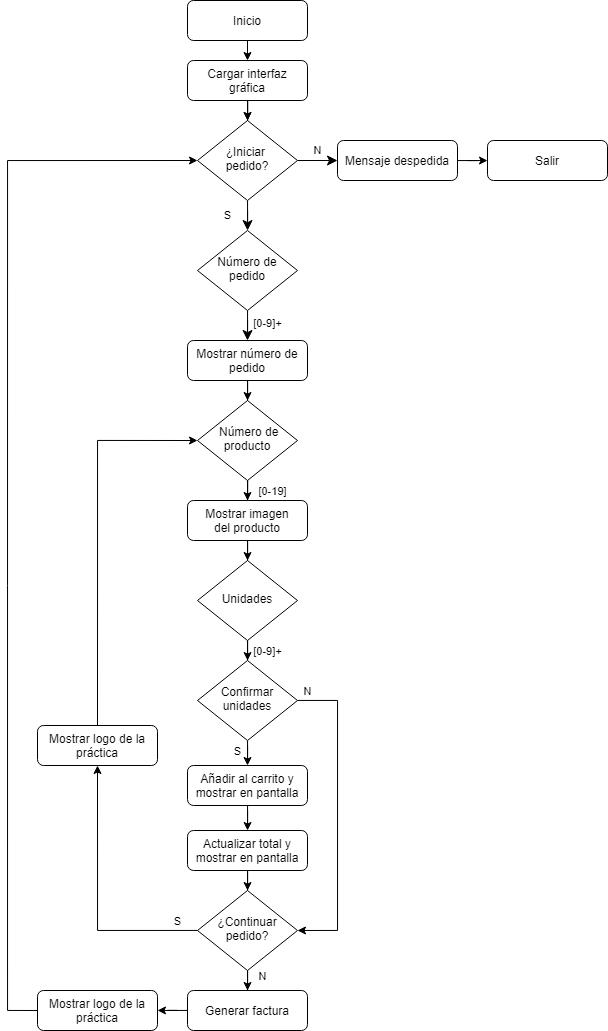 Inicio
Cargar interfaz
gráfica
¿Iniciar
pedido?
N
Mensaje despedida
Salir
S
Número de
pedido
[0-9]+
Mostrar número de
pedido
Número de
producto
[0-19]
Mostrar imagen
del producto
Unidades
[0-9]+
Confirmar
unidades
N
S
Mostrar logo de la
práctica
Añadir al carrito y
mostrar en pantalla
Actualizar total y
mostrar en pantalla
¿Continuar
pedido?
S
N
Generar factura
Mostrar logo de la
práctica